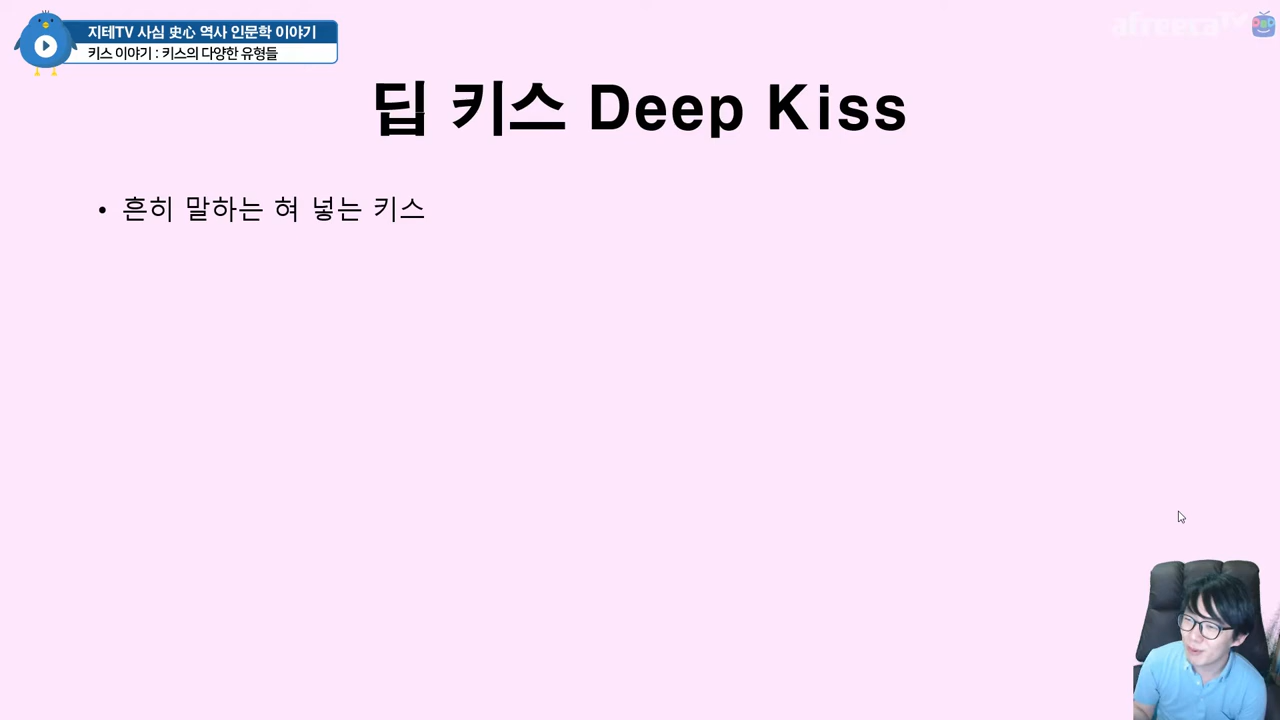 지테TV 사심 史心 역사 인문학 이야기
키스 이야기 : 키스의 다양한 유형들
afreecaTV
딥 키스 Deep Kiss
• 흔히 말하는 혀 넣는 키스